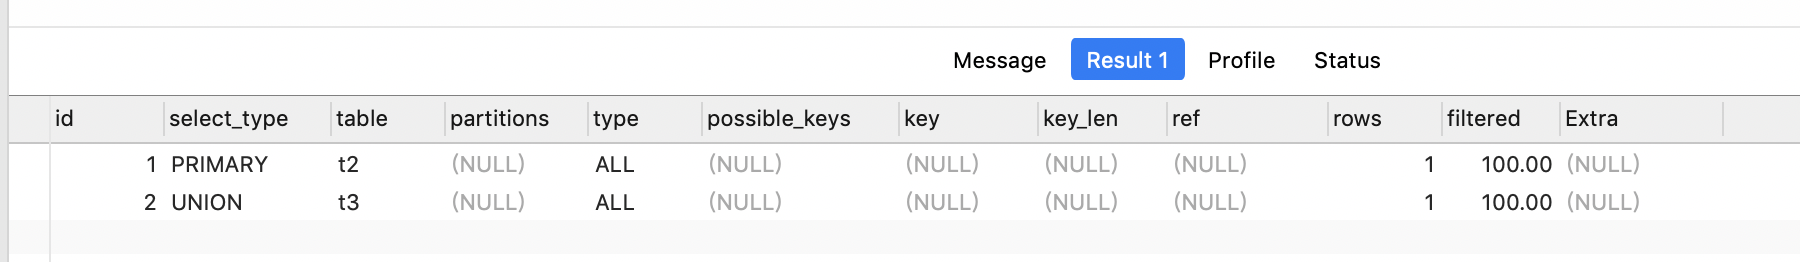 Message Result 1 Profile Status
id select_type table partitions type possible_keys key key_len ref rows filtered Extra
1 PRIMARY t2 (NULL) ALL (NULL) (NULL) (NULL) (NULL) 1 100.00 (NULL)
2 UNION t3 (NULL) ALL (NULL) (NULL) (NULL) (NULL) 1 100.00 (NULL)